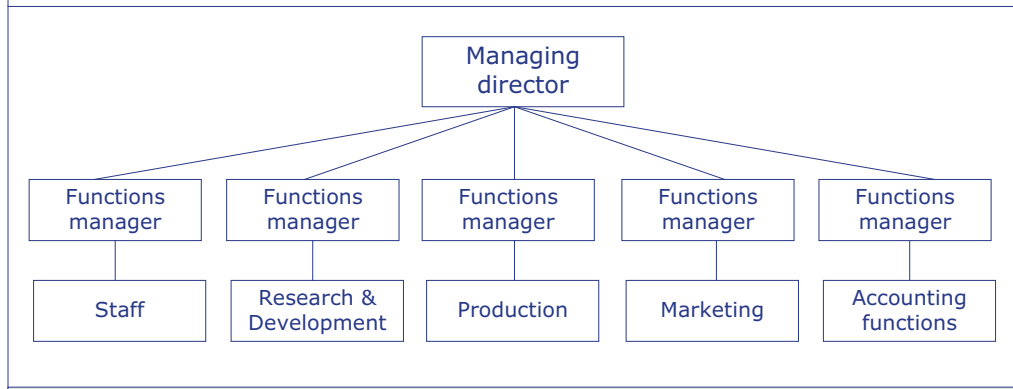 Managing
director
Functions
manager
Functions
manager
Functions
manager
Functions
manager
Functions
manager
Staff
Research &
Development
Production
Marketing
Accounting
functions